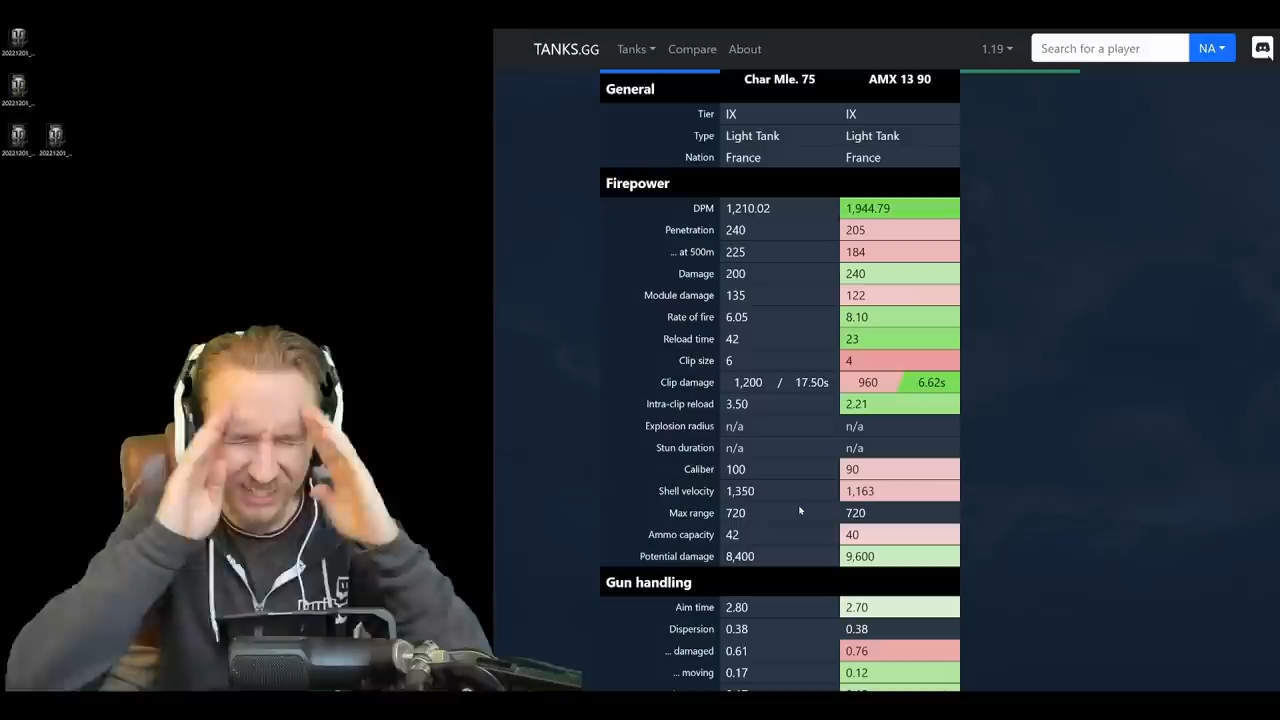 20221201_...
20221201_...
20221201_... 20221201_...
TANKS.GG Tanks Compare About 1.19 Search for a player NA
Char Mle. 75 AMX 13 90
General
Tier IX IX
Type Light Tank Light Tank
Nation France France
Firepower
DPM 1,210.02 1,944.79
Penetration 240 205
... at 500m 225 184
Damage 200 240
Module damage 135 122
Rate of fire 6.05 8.10
Reload time 42 23
Clip size 6 4
Clip damage 1,200 / 17.50s 960 6.62s
Intra-clip reload 3.50 2.21
Explosion radius n/a n/a
Stun duration n/a n/a
Caliber 100 90
Shell velocity 1,350 1,163
Max range 720 720
Ammo capacity 42 40
Potential damage 8,400 9,600
Gun handling
Aim time 2.80 2.70
Dispersion 0.38 0.38
... damaged 0.61 0.76
... moving 0.17 0.12